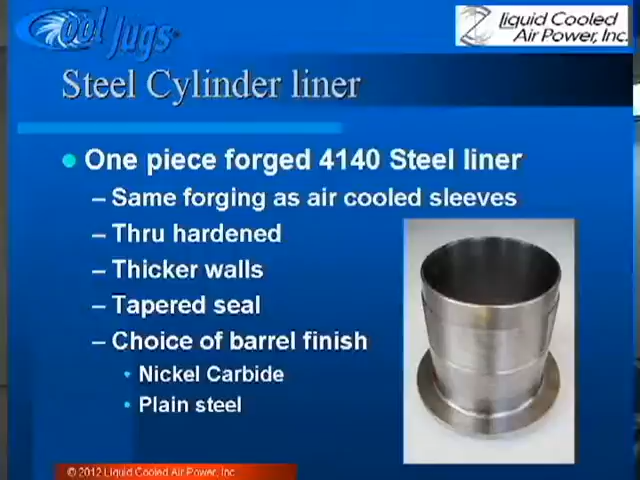 Cool Jugs
Liquid Cooled
Air Power, Inc.
Steel Cylinder liner
One piece forged 4140 Steel liner
– Same forging as air cooled sleeves
– Thru hardened
– Thicker walls
– Tapered seal
– Choice of barrel finish
• Nickel Carbide
• Plain steel
© 2012 Liquid Cooled Air Power, Inc